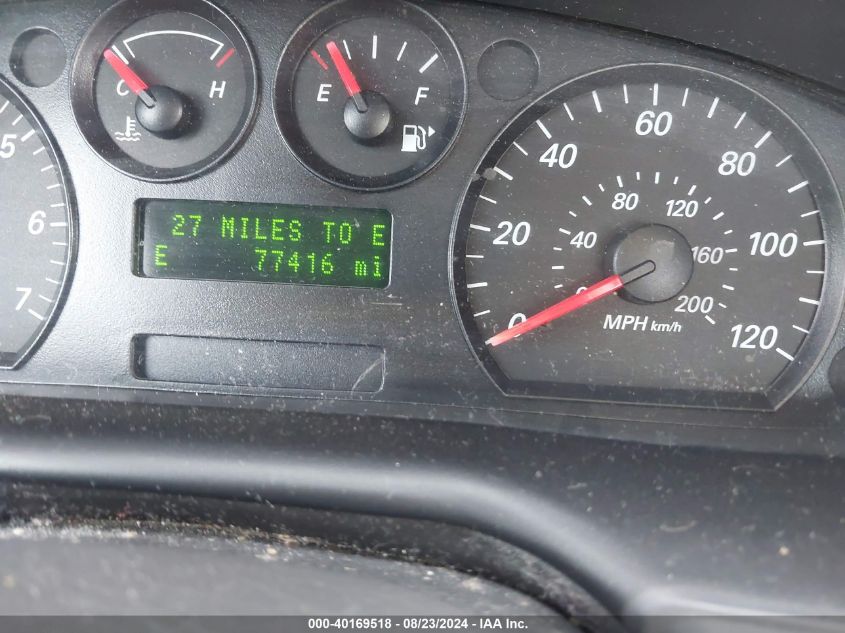 C H
E F
5
6
7
27 MILES TO E
E 77416 mi
0 20 40 60 80 100 120
0 40 80 120 160 200
MPH km/h
000-40169518 - 08/23/2024 - IAA Inc.